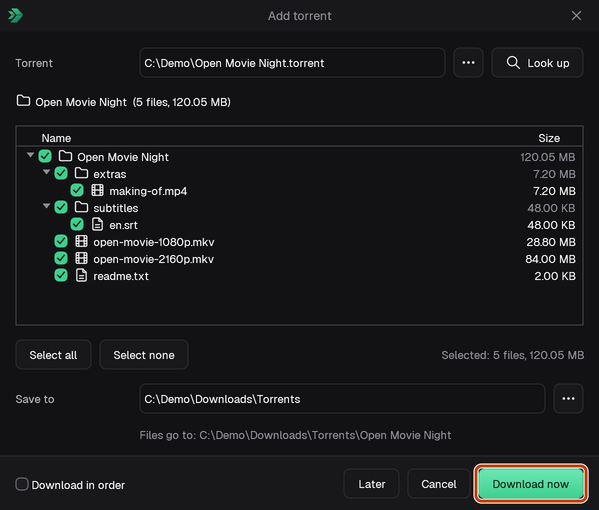 Add torrent
Torrent C:\Demo\Open Movie Night.torrent ... Look up
Open Movie Night (5 files, 120.05 MB)
Name Size
Open Movie Night 120.05 MB
extras 7.20 MB
making-of.mp4 7.20 MB
subtitles 48.00 KB
en.srt 48.00 KB
open-movie-1080p.mkv 28.80 MB
open-movie-2160p.mkv 84.00 MB
readme.txt 2.00 KB
Select all Select none Selected: 5 files, 120.05 MB
Save to C:\Demo\Downloads\Torrents ...
Files go to: C:\Demo\Downloads\Torrents\Open Movie Night
Download in order Later Cancel Download now